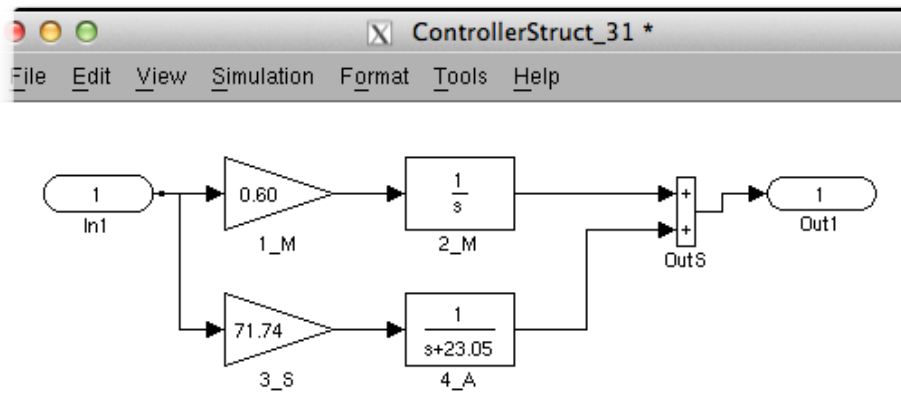 X ControllerStruct_31 *
File Edit View Simulation Format Tools Help
1
In1
0.60
1_M
1
s
2_M
+
+
OutS
1
Out1
71.74
3_S
1
s+23.05
4_A